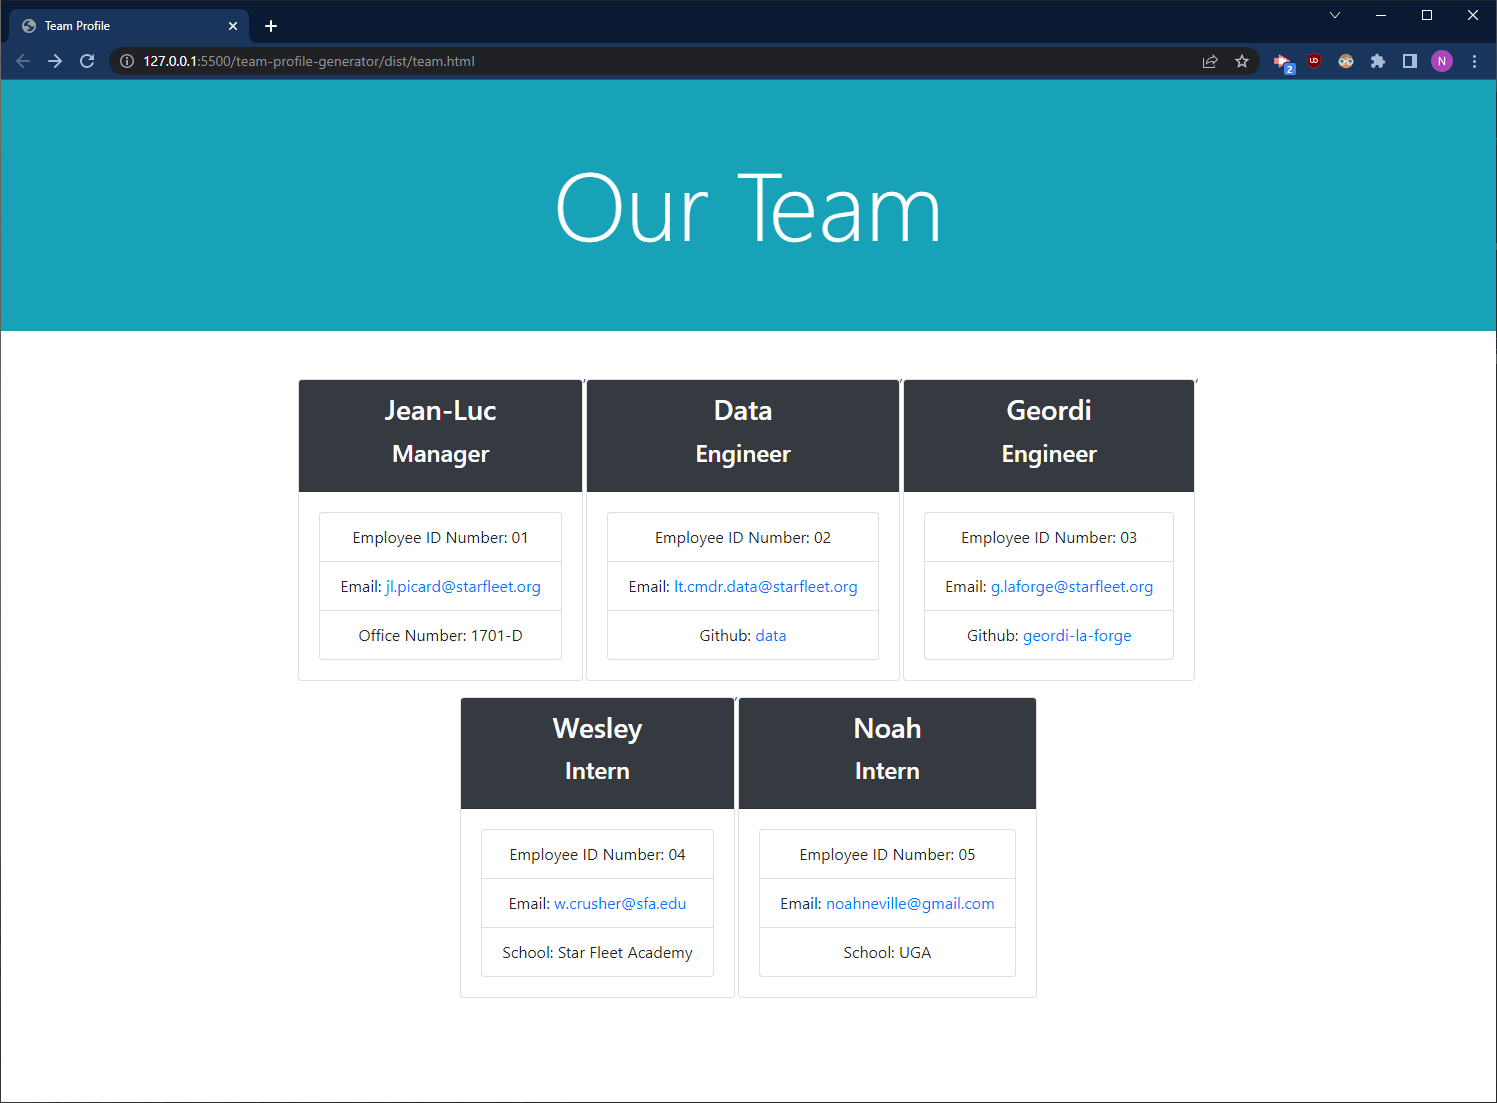 Team Profile
127.0.0.1:5500/team-profile-generator/dist/team.html
2
UD
N
Our Team
Jean-Luc
Manager
Employee ID Number: 01
Email: jl.picard@starfleet.org
Office Number: 1701-D
,
Data
Engineer
Employee ID Number: 02
Email: lt.cmdr.data@starfleet.org
Github: data
,
Geordi
Engineer
Employee ID Number: 03
Email: g.laforge@starfleet.org
Github: geordi-la-forge
,
Wesley
Intern
Employee ID Number: 04
Email: w.crusher@sfa.edu
School: Star Fleet Academy
,
Noah
Intern
Employee ID Number: 05
Email: noahneville@gmail.com
School: UGA